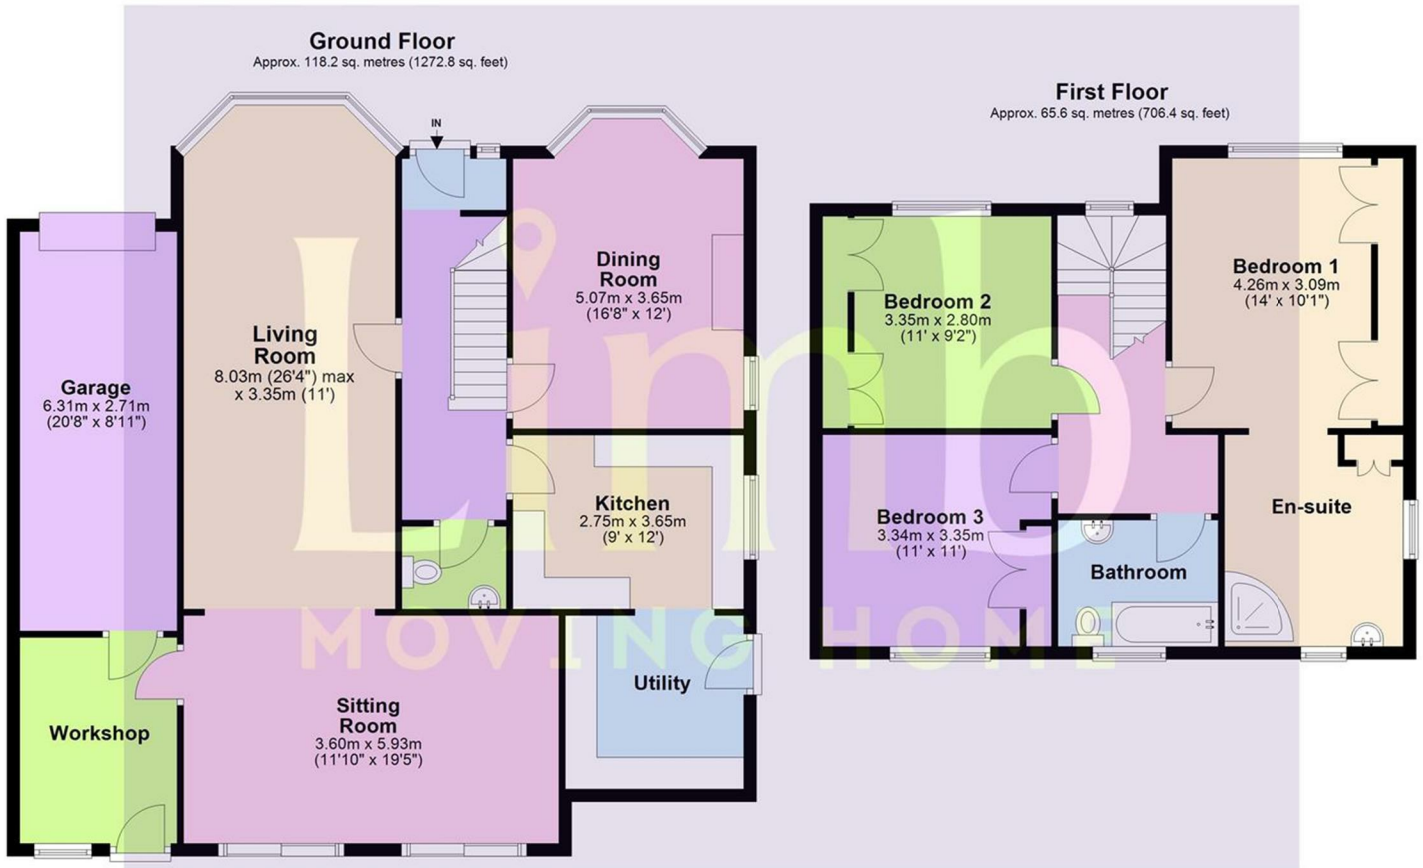 Ground Floor
Approx. 118.2 sq. metres (1272.8 sq. feet)
First Floor
Approx. 65.6 sq. metres (706.4 sq. feet)
IN
Living
Room
8.03m (26'4") max
x 3.35m (11')
Dining
Room
5.07m x 3.65m
(16'8" x 12')
Garage
6.31m x 2.71m
(20'8" x 8'11")
Kitchen
2.75m x 3.65m
(9' x 12')
Utility
Sitting
Room
3.60m x 5.93m
(11'10" x 19'5")
Workshop
Bedroom 1
4.26m x 3.09m
(14' x 10'1")
Bedroom 2
3.35m x 2.80m
(11' x 9'2")
Bedroom 3
3.34m x 3.35m
(11' x 11')
En-suite
Bathroom
Limb
MOVING HOME